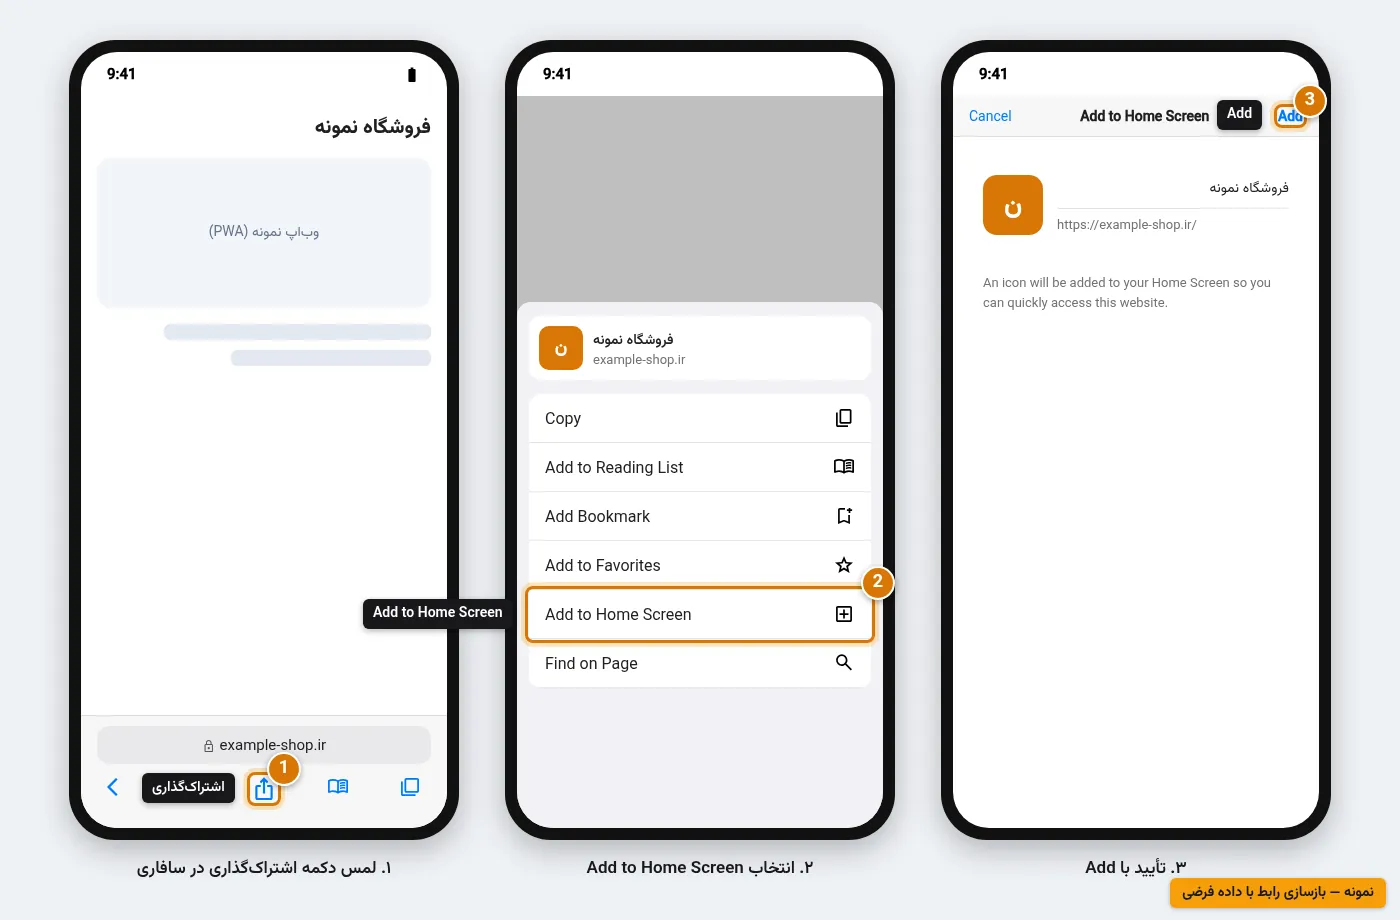 9:41
فروشگاه نمونه
وب‌اپ نمونه (PWA)
example-shop.ir
اشتراک‌گذاری
1
۱. لمس دکمه اشتراک‌گذاری در سافاری
9:41
ن
فروشگاه نمونه
example-shop.ir
Copy
Add to Reading List
Add Bookmark
Add to Favorites
2
Add to Home Screen
Add to Home Screen
Find on Page
۲. انتخاب Add to Home Screen
9:41
Cancel
Add to Home Screen
Add
Add
3
ن
فروشگاه نمونه
https://example-shop.ir/
An icon will be added to your Home Screen so you
can quickly access this website.
۳. تأیید با Add
نمونه — بازسازی رابط با داده فرضی